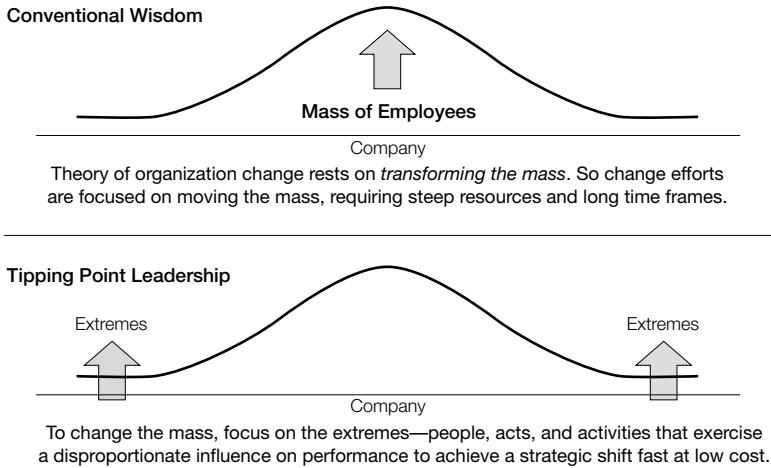 Conventional Wisdom
Mass of Employees
Company
Theory of organization change rests on transforming the mass. So change efforts
are focused on moving the mass, requiring steep resources and long time frames.
Tipping Point Leadership
Extremes
Extremes
Company
To change the mass, focus on the extremes—people, acts, and activities that exercise
a disproportionate influence on performance to achieve a strategic shift fast at low cost.